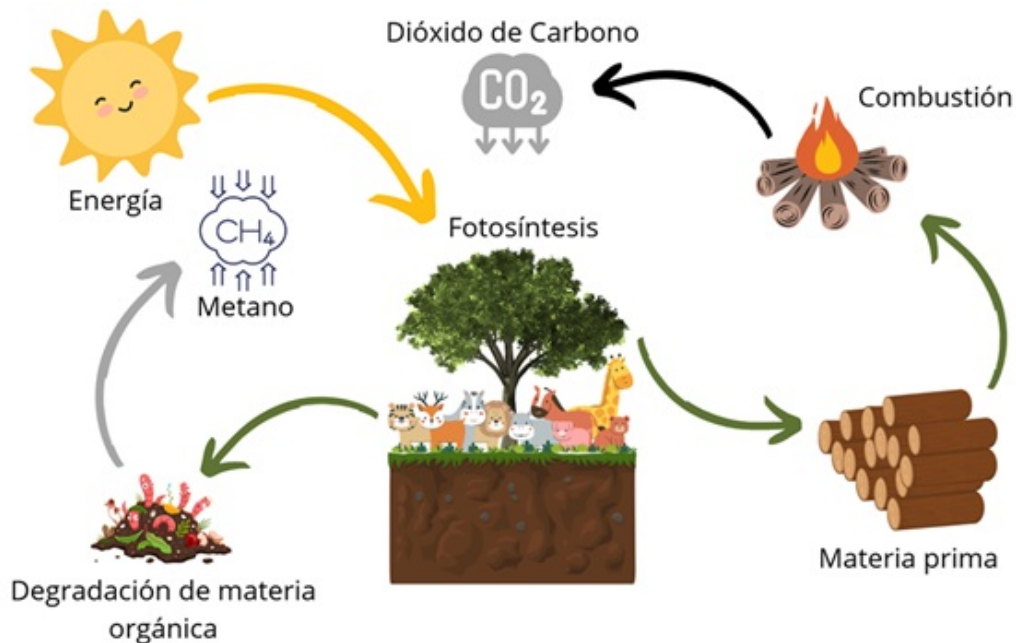 Dióxido de Carbono
CO₂
Combustión
Energía
CH₄
Fotosíntesis
Metano
Materia prima
Degradación de materia
orgánica